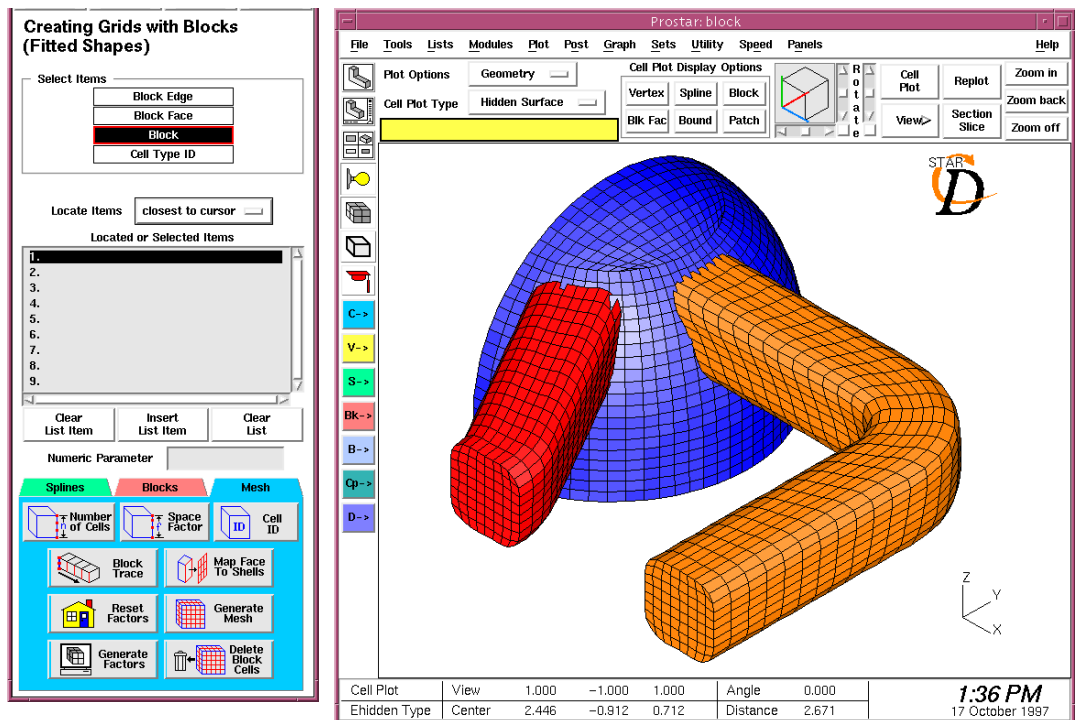 Creating Grids with Blocks
(Fitted Shapes)
Select Items
Block Edge
Block Face
Block
Cell Type ID
Locate Items
closest to cursor
Located or Selected Items
1.
2.
3.
4.
5.
6.
7.
8.
9.
Clear
List Item
Insert
List Item
Clear
List
Numeric Parameter
Splines
Blocks
Mesh
n
Number
of Cells
f
Space
Factor
ID
Cell
ID
Block
Trace
Map Face
To Shells
Reset
Factors
Generate
Mesh
Generate
Factors
Delete
Block
Cells
Prostar: block
File Tools Lists Modules Plot Post Graph Sets Utility Speed Panels Help
Plot Options
Geometry
Cell Plot Type
Hidden Surface
Cell Plot Display Options
Vertex
Spline
Block
Blk Fac
Bound
Patch
Rotate
Cell
Plot
Replot
Zoom in
View>
Section
Slice
Zoom back
Zoom off
C->
V->
S->
Bk->
B->
Cp->
D->
STAR
CD
Z
Y
X
Cell Plot View 1.000 -1.000 1.000 Angle 0.000
Ehidden Type Center 2.446 -0.912 0.712 Distance 2.671
1:36 PM
17 October 1997